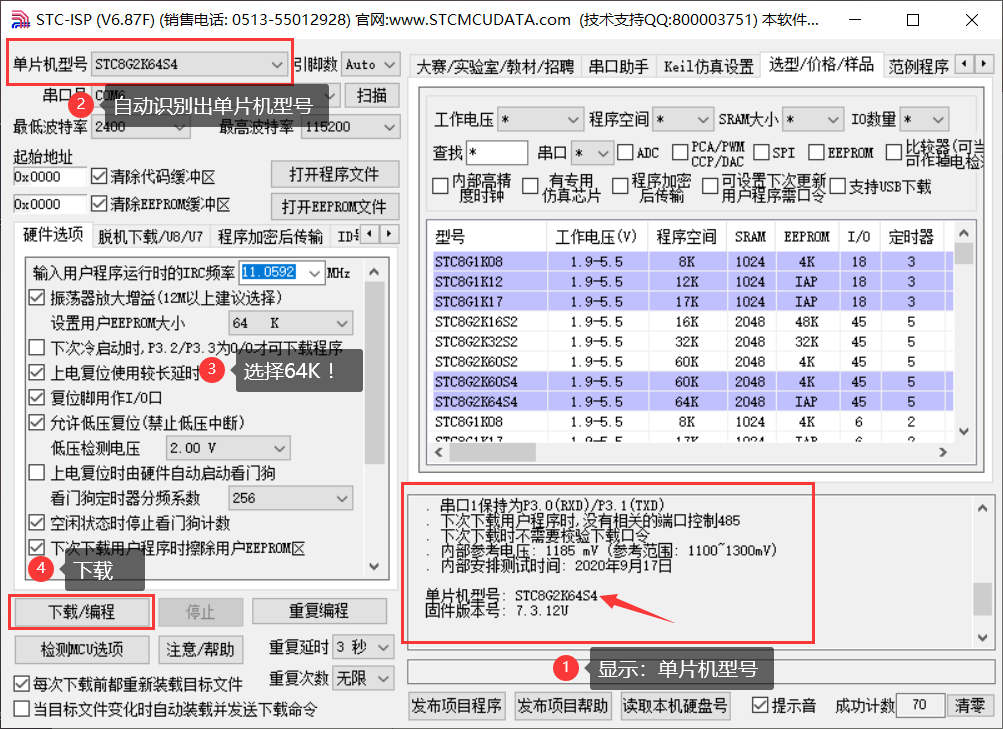 STC-ISP (V6.87F) (销售电话: 0513-55012928) 官网:www.STCMCUDATA.com (技术支持QQ:800003751) 本软件...
单片机型号 STC8G2K64S4 引脚数 Auto
串口号 COM6 扫描
2 自动识别出单片机型号
最低波特率 2400 最高波特率 115200
起始地址
0x0000 清除代码缓冲区 打开程序文件
0x0000 清除EEPROM缓冲区 打开EEPROM文件
硬件选项 脱机下载/U8/U7 程序加密后传输
输入用户程序运行时的IRC频率 11.0592 MHz
振荡器放大增益(12M以上建议选择)
设置用户EEPROM大小 64 K
下次冷启动时,P3.2/P3.3为0/0才可下载程序
上电复位使用较长延时
3 选择64K！
复位脚用作I/O口
允许低压复位(禁止低压中断)
低压检测电压 2.00 V
上电复位时由硬件自动启动看门狗
看门狗定时器分频系数 256
空闲状态时停止看门狗计数
下次下载用户程序时擦除用户EEPROM区
4 下载
下载/编程 停止 重复编程
检测MCU选项 注意/帮助 重复延时 3 秒
重复次数 无限
每次下载前都重新装载目标文件
当目标文件变化时自动装载并发送下载命令
大赛/实验室/教材/招聘 串口助手 Keil仿真设置 选型/价格/样品 范例程序
工作电压 * 程序空间 * SRAM大小 * IO数量 *
查找 * 串口 * ADC PCA/PWM CCP/DAC SPI EEPROM 比较器(可当可作掉电检测
内部高精度时钟 有专用仿真芯片 程序加密后传输 可设置下次更新用户程序需口令 支持USB下载
型号 工作电压(V) 程序空间 SRAM EEPROM I/O 定时器
STC8G1K08 1.9-5.5 8K 1024 4K 18 3
STC8G1K12 1.9-5.5 12K 1024 IAP 18 3
STC8G1K17 1.9-5.5 17K 1024 IAP 18 3
STC8G2K16S2 1.9-5.5 16K 2048 48K 45 5
STC8G2K32S2 1.9-5.5 32K 2048 32K 45 5
STC8G2K60S2 1.9-5.5 60K 2048 4K 45 5
STC8G2K60S4 1.9-5.5 60K 2048 4K 45 5
STC8G2K64S4 1.9-5.5 64K 2048 IAP 45 5
STC8G1K08 1.9-5.5 8K 1024 4K 6 2
STC8G1K17 1.9-5.5 17K 1024 IAP 6 2
. 串口1保持为P3.0(RXD)/P3.1(TXD)
. 下次下载用户程序时,没有相关的端口控制485
. 下次下载时不需要校验下载口令
. 内部参考电压: 1185 mV (参考范围: 1100~1300mV)
. 内部安排测试时间: 2020年9月17日
单片机型号: STC8G2K64S4
固件版本号: 7.3.12U
1 显示：单片机型号
发布项目程序 发布项目帮助 读取本机硬盘号 提示音 成功计数 70 清零